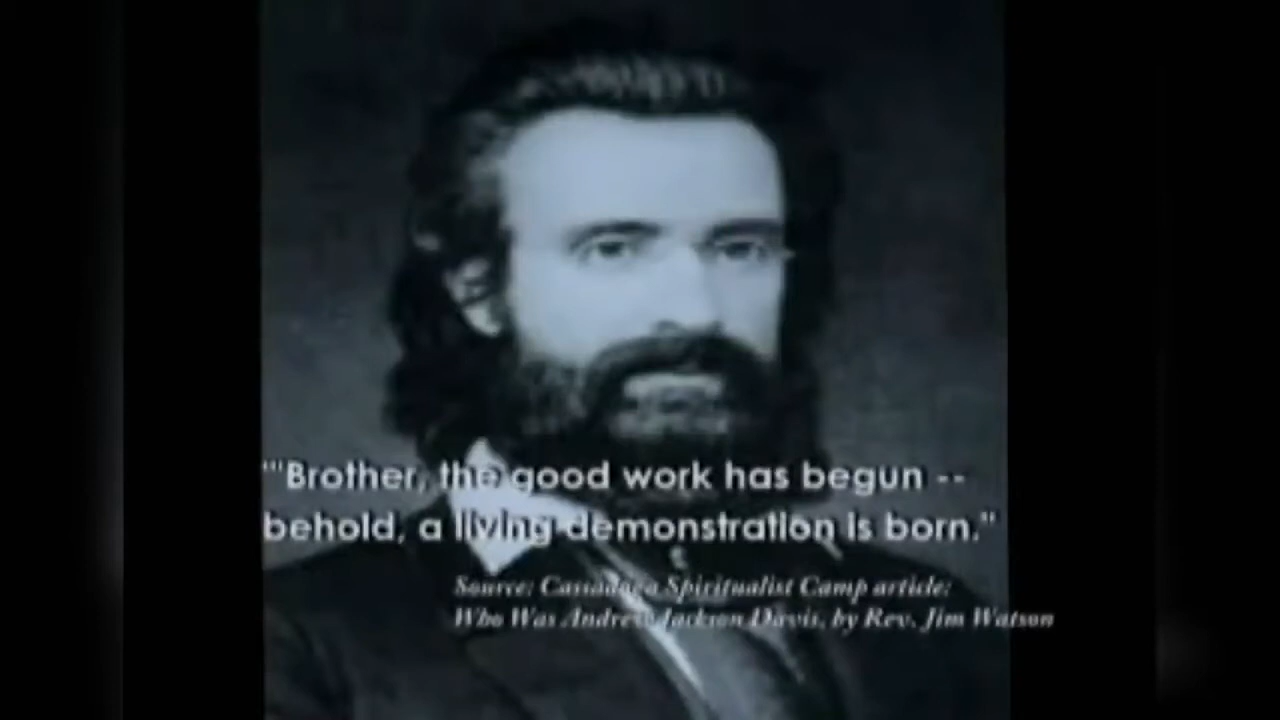 "'Brother, the good work has begun --
behold, a living demonstration is born."
Source: Cassadaga Spiritualist Camp article:
Who Was Andrew Jackson Davis, by Rev. Jim Watson